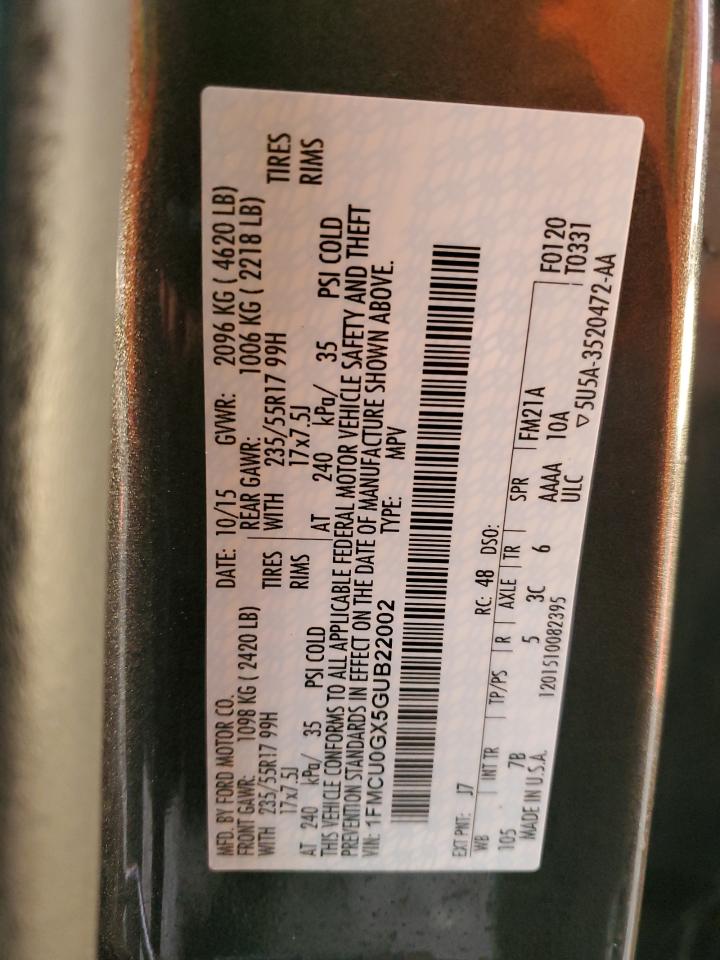 MFD. BY FORD MOTOR CO. DATE: 10/15 GVWR: 2096 KG ( 4620 LB)
FRONT GAWR: 1098 KG ( 2420 LB) REAR GAWR: 1006 KG ( 2218 LB)
WITH 235/55R17 99H TIRES WITH 235/55R17 99H TIRES
17x7.5J RIMS 17x7.5J RIMS
AT 240 kPa/ 35 PSI COLD AT 240 kPa/ 35 PSI COLD
THIS VEHICLE CONFORMS TO ALL APPLICABLE FEDERAL MOTOR VEHICLE SAFETY AND THEFT
PREVENTION STANDARDS IN EFFECT ON THE DATE OF MANUFACTURE SHOWN ABOVE.
VIN: 1FMCU0GX5GUB22002 TYPE: MPV
EXT PNT: J7 RC: 48 DSO:
WB INT TR TP/PS R AXLE TR SPR FM21A F0120
105 7B 5 3C 6 AAAA 10A T0331
ULC
MADE IN U.S.A. 1201510082395 ▽5U5A-3520472-AA